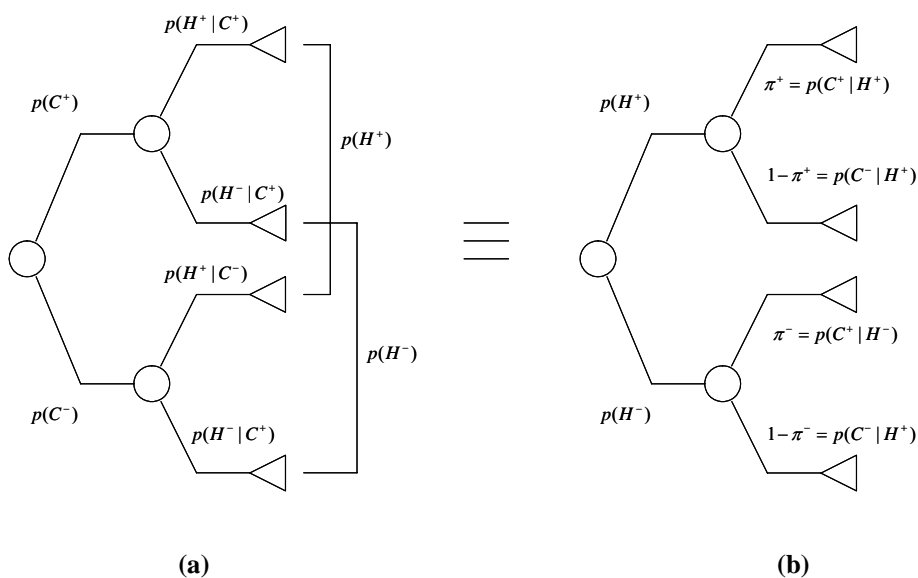 p(H⁺ | C⁺)
p(C⁺)
p(H⁺)
p(H⁻ | C⁺)
p(H⁺ | C⁻)
p(H⁻)
p(C⁻)
p(H⁻ | C⁺)
(a)
π⁺ = p(C⁺ | H⁺)
p(H⁺)
1−π⁺ = p(C⁻ | H⁺)
π⁻ = p(C⁺ | H⁻)
p(H⁻)
1−π⁻ = p(C⁻ | H⁺)
(b)